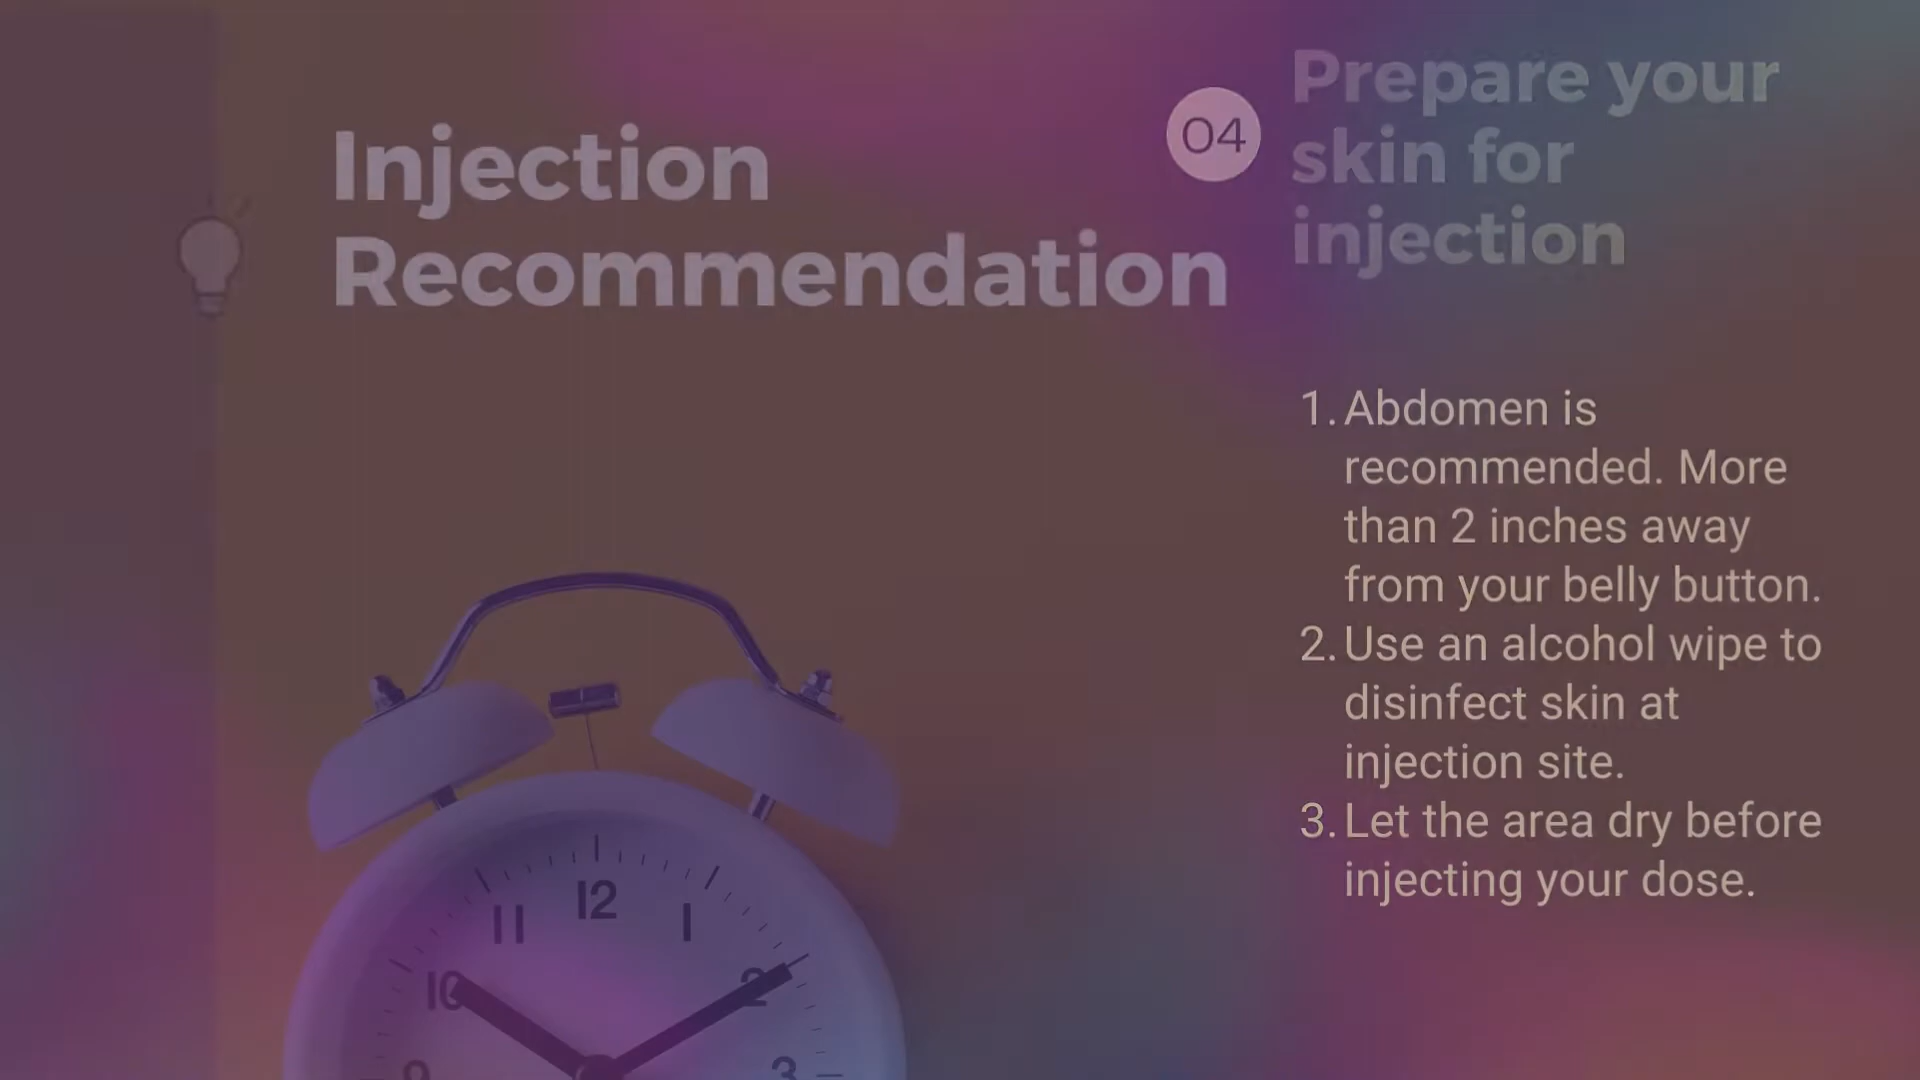 Injection
Recommendation
04
Prepare your
skin for
injection
1. Abdomen is
recommended. More
than 2 inches away
from your belly button.
2. Use an alcohol wipe to
disinfect skin at
injection site.
3. Let the area dry before
injecting your dose.
12
11
1
10
2
9
3